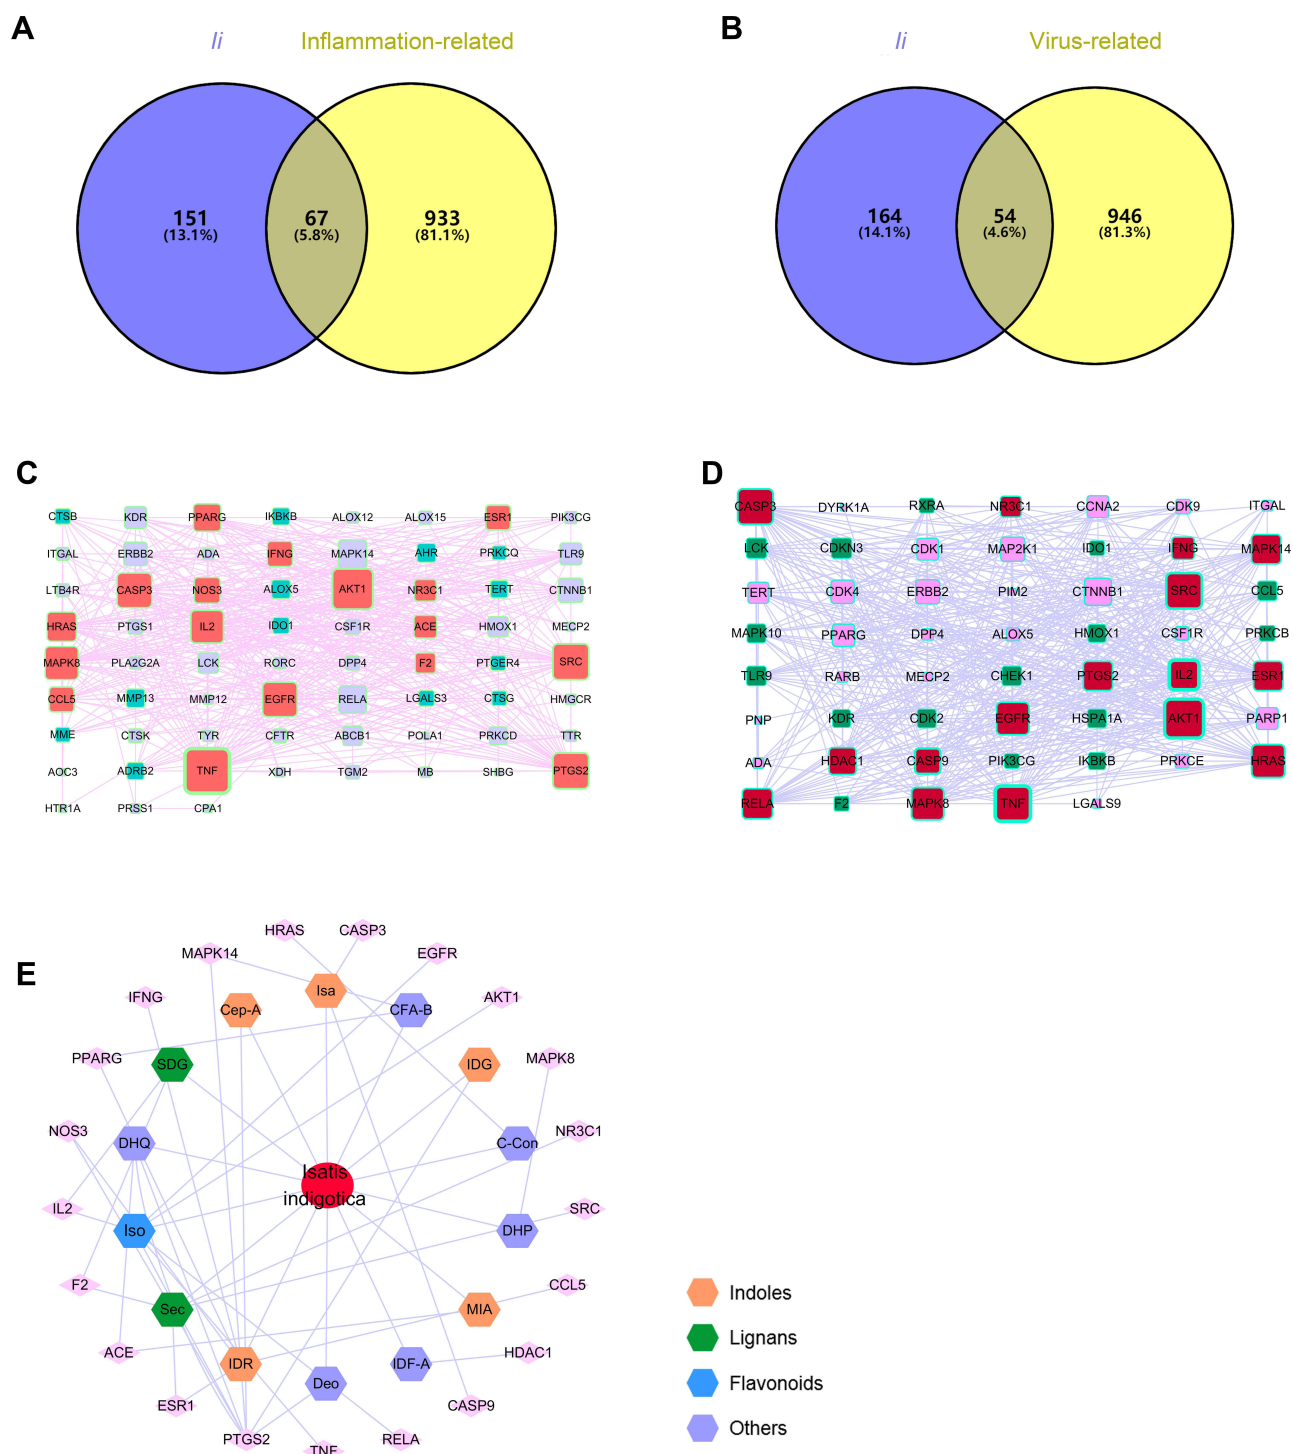 A
Ii
Inflammation-related
151
(13.1%)
67
(5.8%)
933
(81.1%)
B
Ii
Virus-related
164
(14.1%)
54
(4.6%)
946
(81.3%)
C
CTSB KDR PPARG IKBKB ALOX12 ALOX15 ESR1 PIK3CG
ITGAL ERBB2 ADA IFNG MAPK14 AHR PRKCQ TLR9
LTB4R CASP3 NOS3 ALOX5 AKT1 NR3C1 TERT CTNNB1
HRAS PTGS1 IL2 IDO1 CSF1R ACE HMOX1 MECP2
MAPK8 PLA2G2A LCK RORC DPP4 F2 PTGER4 SRC
CCL5 MMP13 MMP12 EGFR RELA LGALS3 CTSG HMGCR
MME CTSK TYR CFTR ABCB1 POLA1 PRKCD TTR
AOC3 ADRB2 TNF XDH TGM2 MB SHBG PTGS2
HTR1A PRSS1 CPA1
D
CASP3 DYRK1A RXRA NR3C1 CCNA2 CDK9 ITGAL
LCK CDKN3 CDK1 MAP2K1 IDO1 IFNG MAPK14
TERT CDK4 ERBB2 PIM2 CTNNB1 SRC CCL5
MAPK10 PPARG DPP4 ALOX5 HMOX1 CSF1R PRKCB
TLR9 RARB MECP2 CHEK1 PTGS2 IL2 ESR1
PNP KDR CDK2 EGFR HSPA1A AKT1 PARP1
ADA HDAC1 CASP9 PIK3CG IKBKB PRKCE HRAS
RELA F2 MAPK8 TNF LGALS9
E
HRAS
CASP3
MAPK14
EGFR
IFNG
Isa
AKT1
Cep-A
CFA-B
PPARG
SDG
IDG
MAPK8
NOS3
DHQ
C-Con
NR3C1
Isatis
indigotica
IL2
Iso
DHP
SRC
F2
Sec
MIA
CCL5
ACE
IDR
IDF-A
HDAC1
Deo
ESR1
CASP9
PTGS2
RELA
TNF
Indoles
Lignans
Flavonoids
Others